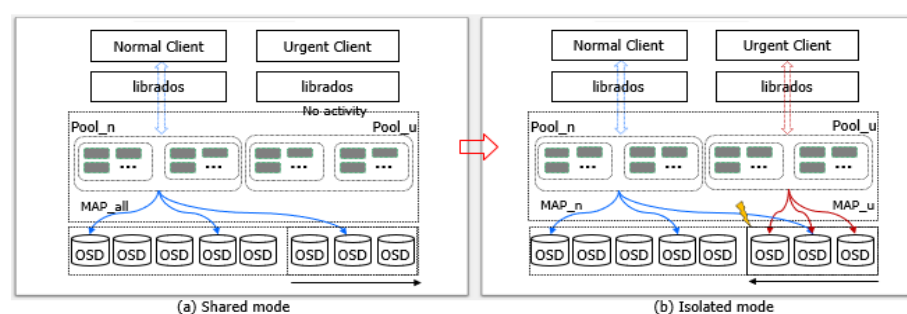 Normal Client
Urgent Client
librados
librados
No activity
Pool_n
Pool_u
...
...
...
...
MAP_all
OSD
OSD
OSD
OSD
OSD
OSD
OSD
OSD
(a) Shared mode
Normal Client
Urgent Client
librados
librados
Pool_n
Pool_u
...
...
...
...
MAP_n
MAP_u
OSD
OSD
OSD
OSD
OSD
OSD
OSD
OSD
(b) Isolated mode